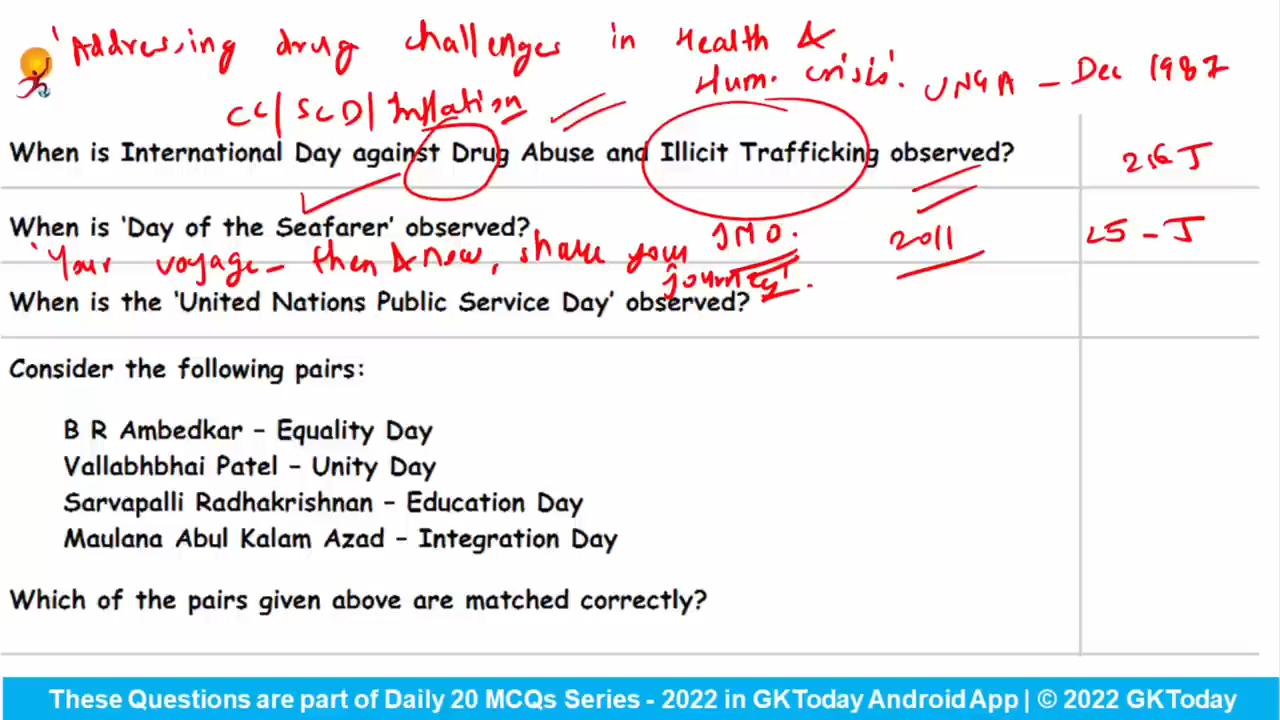 'Addressing drug challenges in Health &
Hum. crisis'. UNGA - Dec 1987
CC/ SCD/ Inflation
When is International Day against Drug Abuse and Illicit Trafficking observed? 26 J
When is 'Day of the Seafarer' observed? IMO. 2011 25 - J
'Your voyage - then & now, share your
journey'.
When is the 'United Nations Public Service Day' observed?
Consider the following pairs:
B R Ambedkar - Equality Day
Vallabhbhai Patel - Unity Day
Sarvapalli Radhakrishnan - Education Day
Maulana Abul Kalam Azad - Integration Day
Which of the pairs given above are matched correctly?
These Questions are part of Daily 20 MCQs Series - 2022 in GKToday Android App | © 2022 GKToday